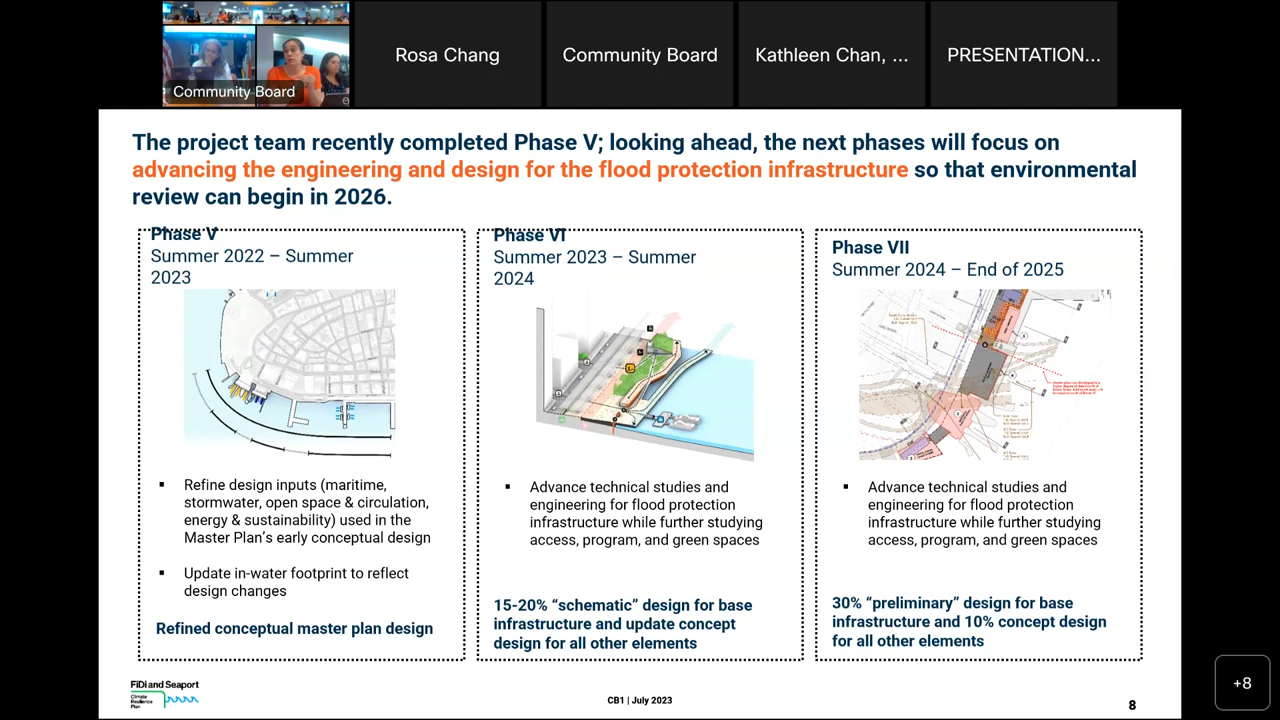 Community Board
Rosa Chang
Community Board
Kathleen Chan, ...
PRESENTATION...
The project team recently completed Phase V; looking ahead, the next phases will focus on
advancing the engineering and design for the flood protection infrastructure so that environmental
review can begin in 2026.
Phase V
Summer 2022 – Summer
2023
▪ Refine design inputs (maritime,
stormwater, open space & circulation,
energy & sustainability) used in the
Master Plan’s early conceptual design
▪ Update in-water footprint to reflect
design changes
Refined conceptual master plan design
Phase VI
Summer 2023 – Summer
2024
▪ Advance technical studies and
engineering for flood protection
infrastructure while further studying
access, program, and green spaces
15-20% “schematic” design for base
infrastructure and update concept
design for all other elements
Phase VII
Summer 2024 – End of 2025
▪ Advance technical studies and
engineering for flood protection
infrastructure while further studying
access, program, and green spaces
30% “preliminary” design for base
infrastructure and 10% concept design
for all other elements
FiDi and Seaport
Climate
Resilience
Plan
CB1 | July 2023
8
+8